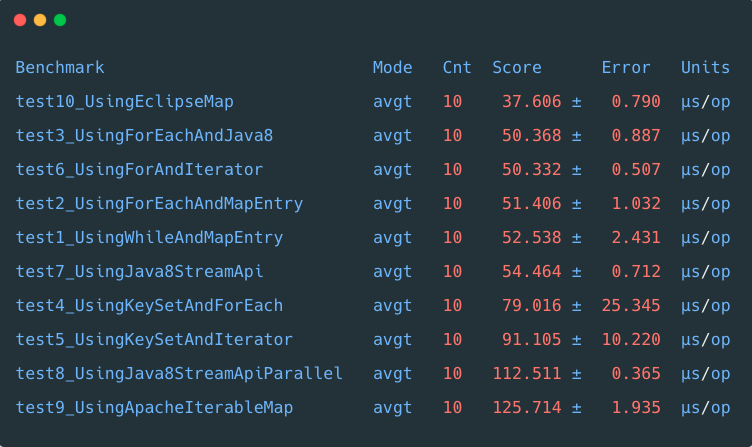 Benchmark Mode Cnt Score Error Units
test10_UsingEclipseMap avgt 10 37.606 ± 0.790 µs/op
test3_UsingForEachAndJava8 avgt 10 50.368 ± 0.887 µs/op
test6_UsingForAndIterator avgt 10 50.332 ± 0.507 µs/op
test2_UsingForEachAndMapEntry avgt 10 51.406 ± 1.032 µs/op
test1_UsingWhileAndMapEntry avgt 10 52.538 ± 2.431 µs/op
test7_UsingJava8StreamApi avgt 10 54.464 ± 0.712 µs/op
test4_UsingKeySetAndForEach avgt 10 79.016 ± 25.345 µs/op
test5_UsingKeySetAndIterator avgt 10 91.105 ± 10.220 µs/op
test8_UsingJava8StreamApiParallel avgt 10 112.511 ± 0.365 µs/op
test9_UsingApacheIterableMap avgt 10 125.714 ± 1.935 µs/op